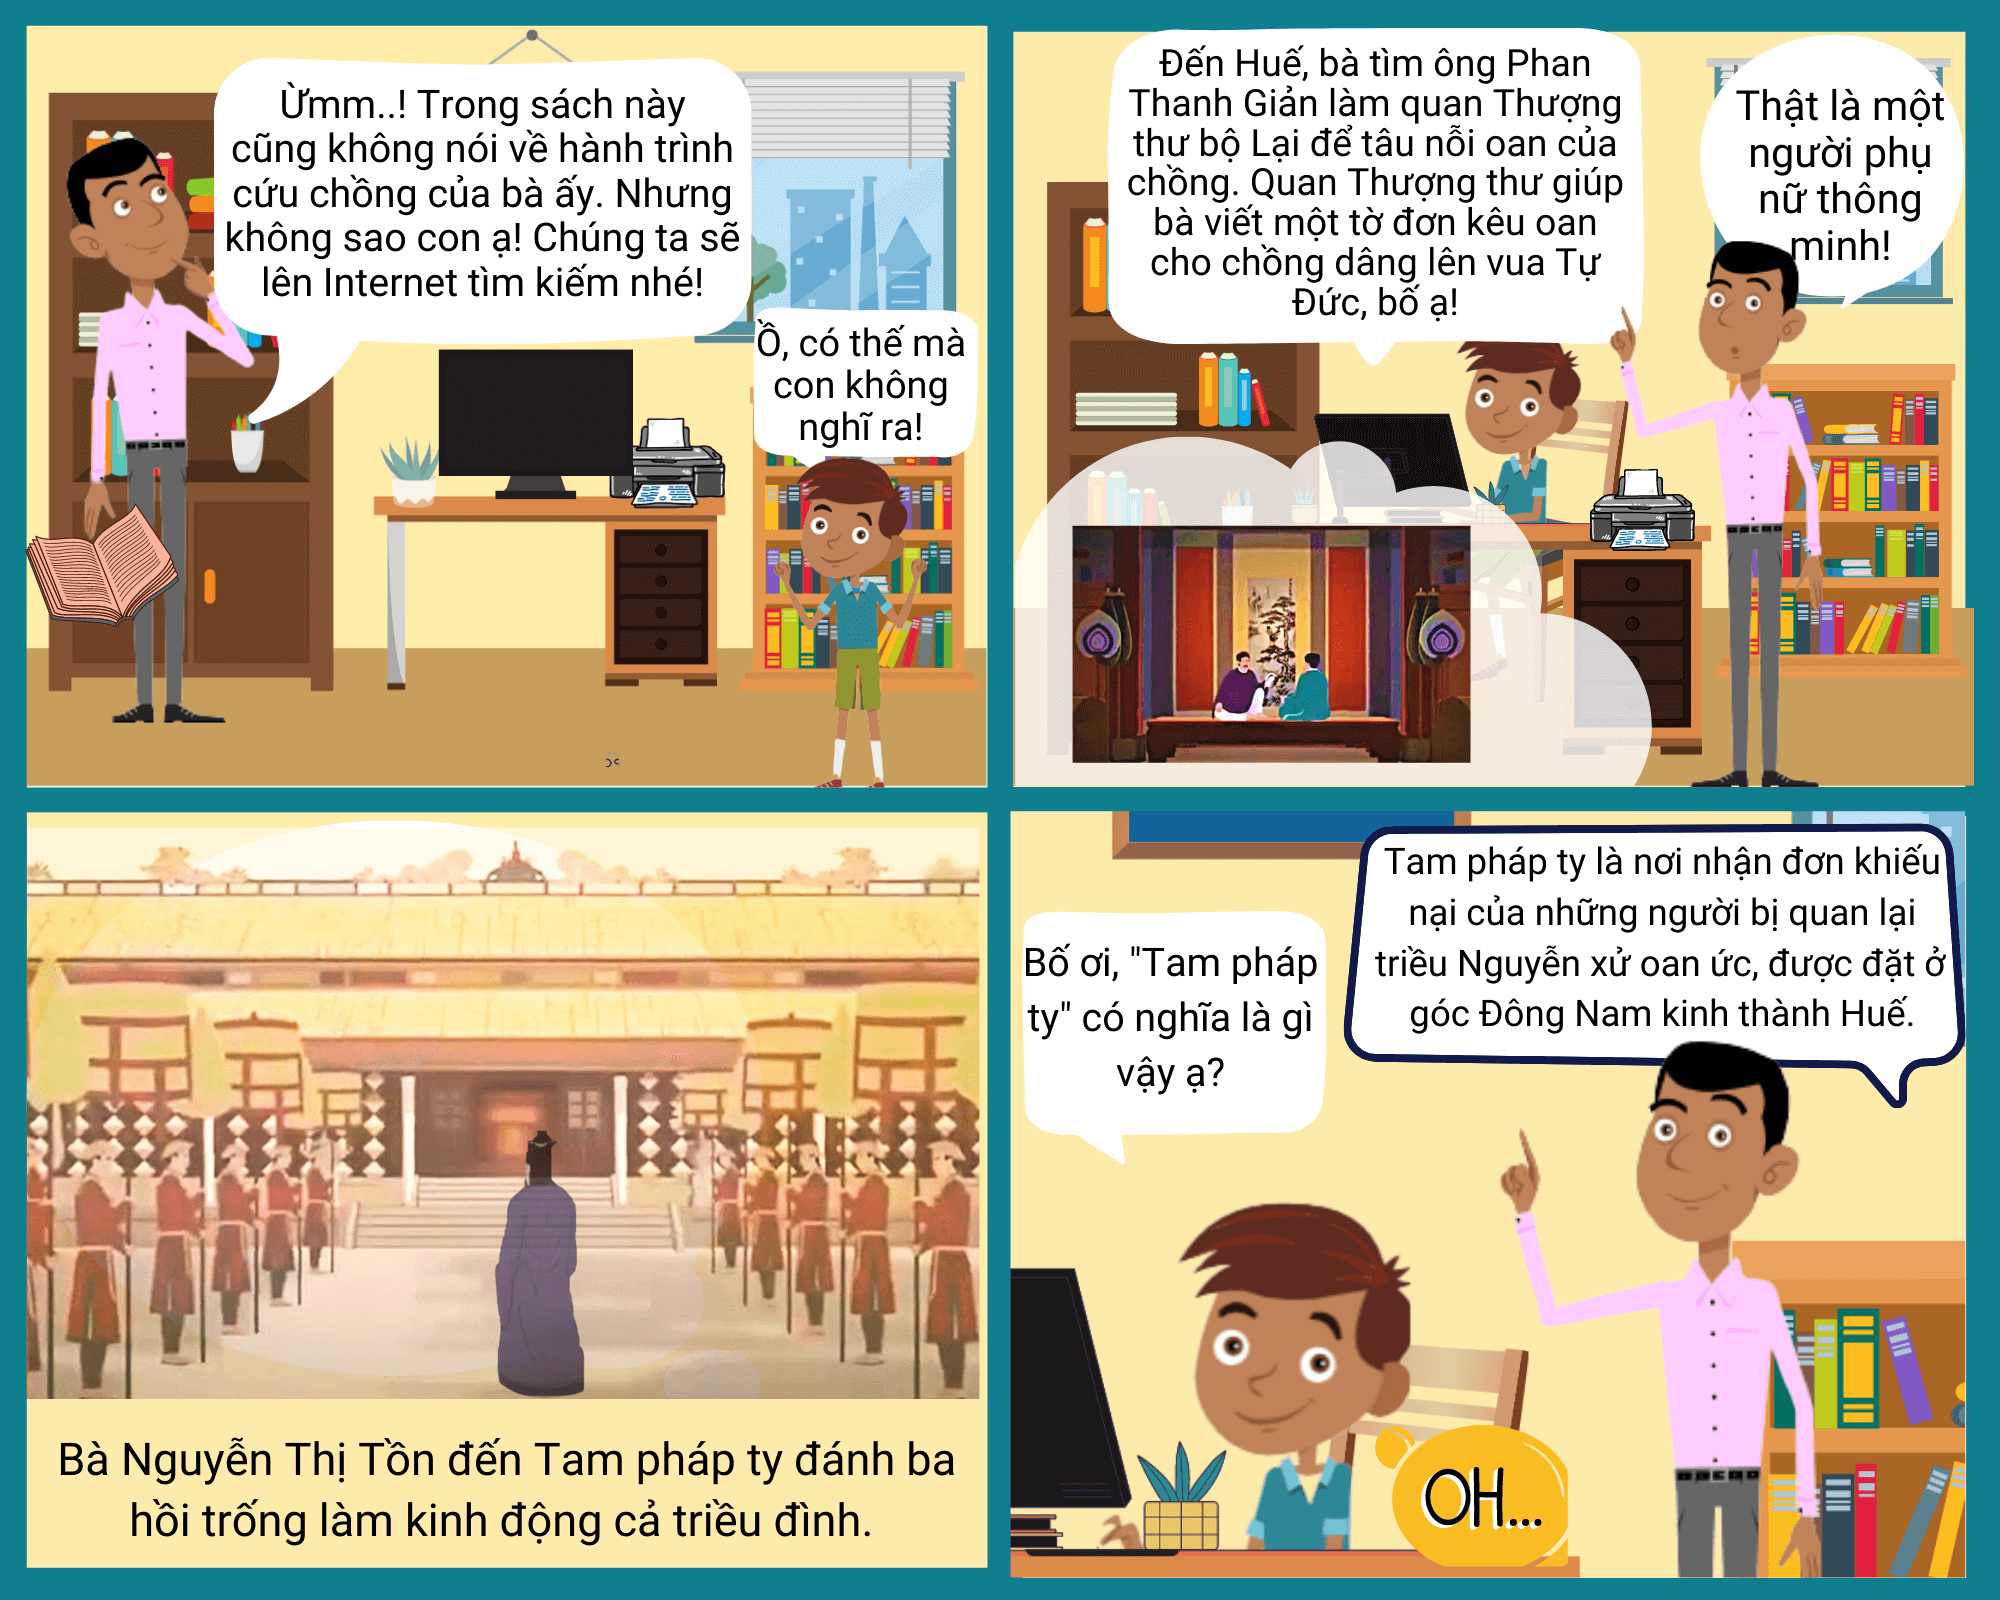 Ừmm..! Trong sách này
cũng không nói về hành trình
cứu chồng của bà ấy. Nhưng
không sao con ạ! Chúng ta sẽ
lên Internet tìm kiếm nhé!
Ồ, có thế mà
con không
nghĩ ra!
Đến Huế, bà tìm ông Phan
Thanh Giản làm quan Thượng
thư bộ Lại để tâu nỗi oan của
chồng. Quan Thượng thư giúp
bà viết một tờ đơn kêu oan
cho chồng dâng lên vua Tự
Đức, bố ạ!
Thật là một
người phụ
nữ thông
minh!
Bà Nguyễn Thị Tồn đến Tam pháp ty đánh ba
hồi trống làm kinh động cả triều đình.
Bố ơi, "Tam pháp
ty" có nghĩa là gì
vậy ạ?
Tam pháp ty là nơi nhận đơn khiếu
nại của những người bị quan lại
triều Nguyễn xử oan ức, được đặt ở
góc Đông Nam kinh thành Huế.
OH...